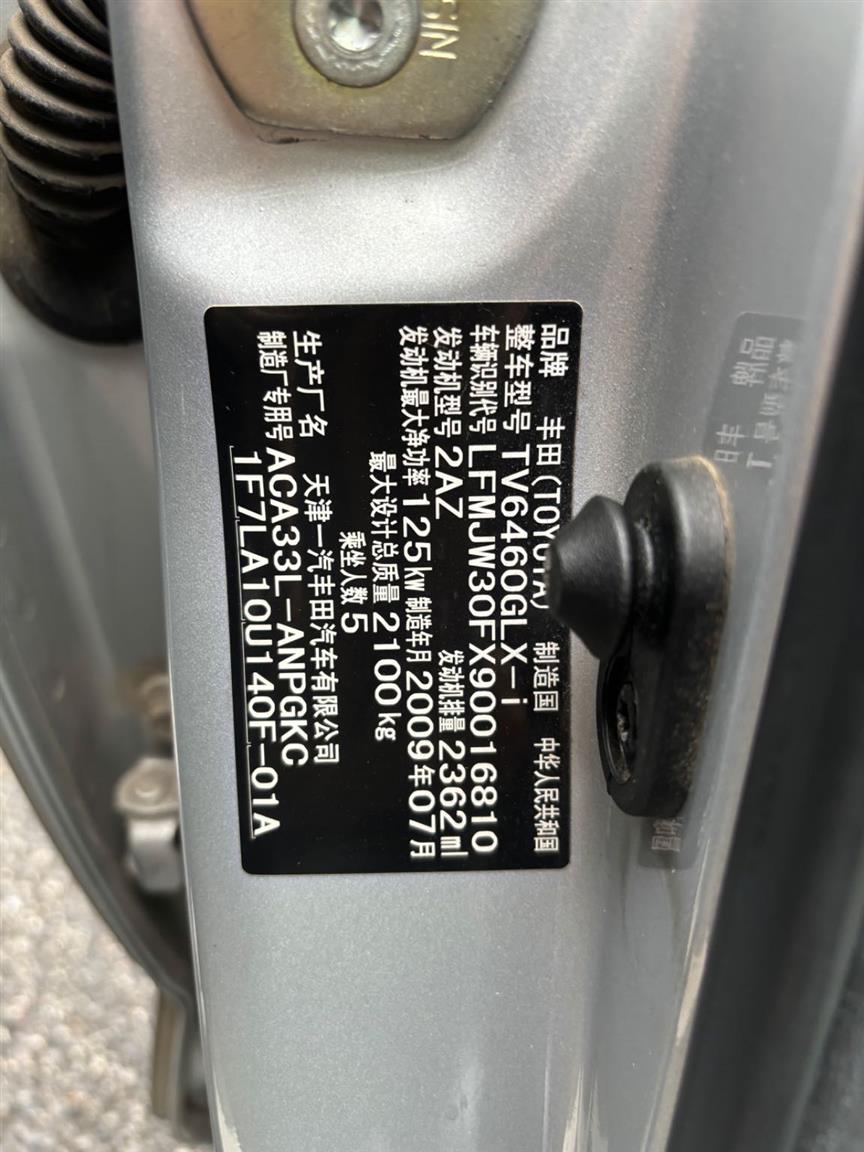 SIN
品牌 丰田(TOYOTA) 制造国 中华人民共和国
整车型号 TV6460GLX-i
车辆识别代号 LFMJW30FX90016810
发动机型号 2AZ 发动机排量 2362ml
发动机最大净功率 125kw 制造年月 2009年07月
最大设计总质量 2100kg
乘坐人数 5
生产厂名 天津一汽丰田汽车有限公司
制造厂专用号 ACA33L-ANPGKC
1F7LA10U140F-01A